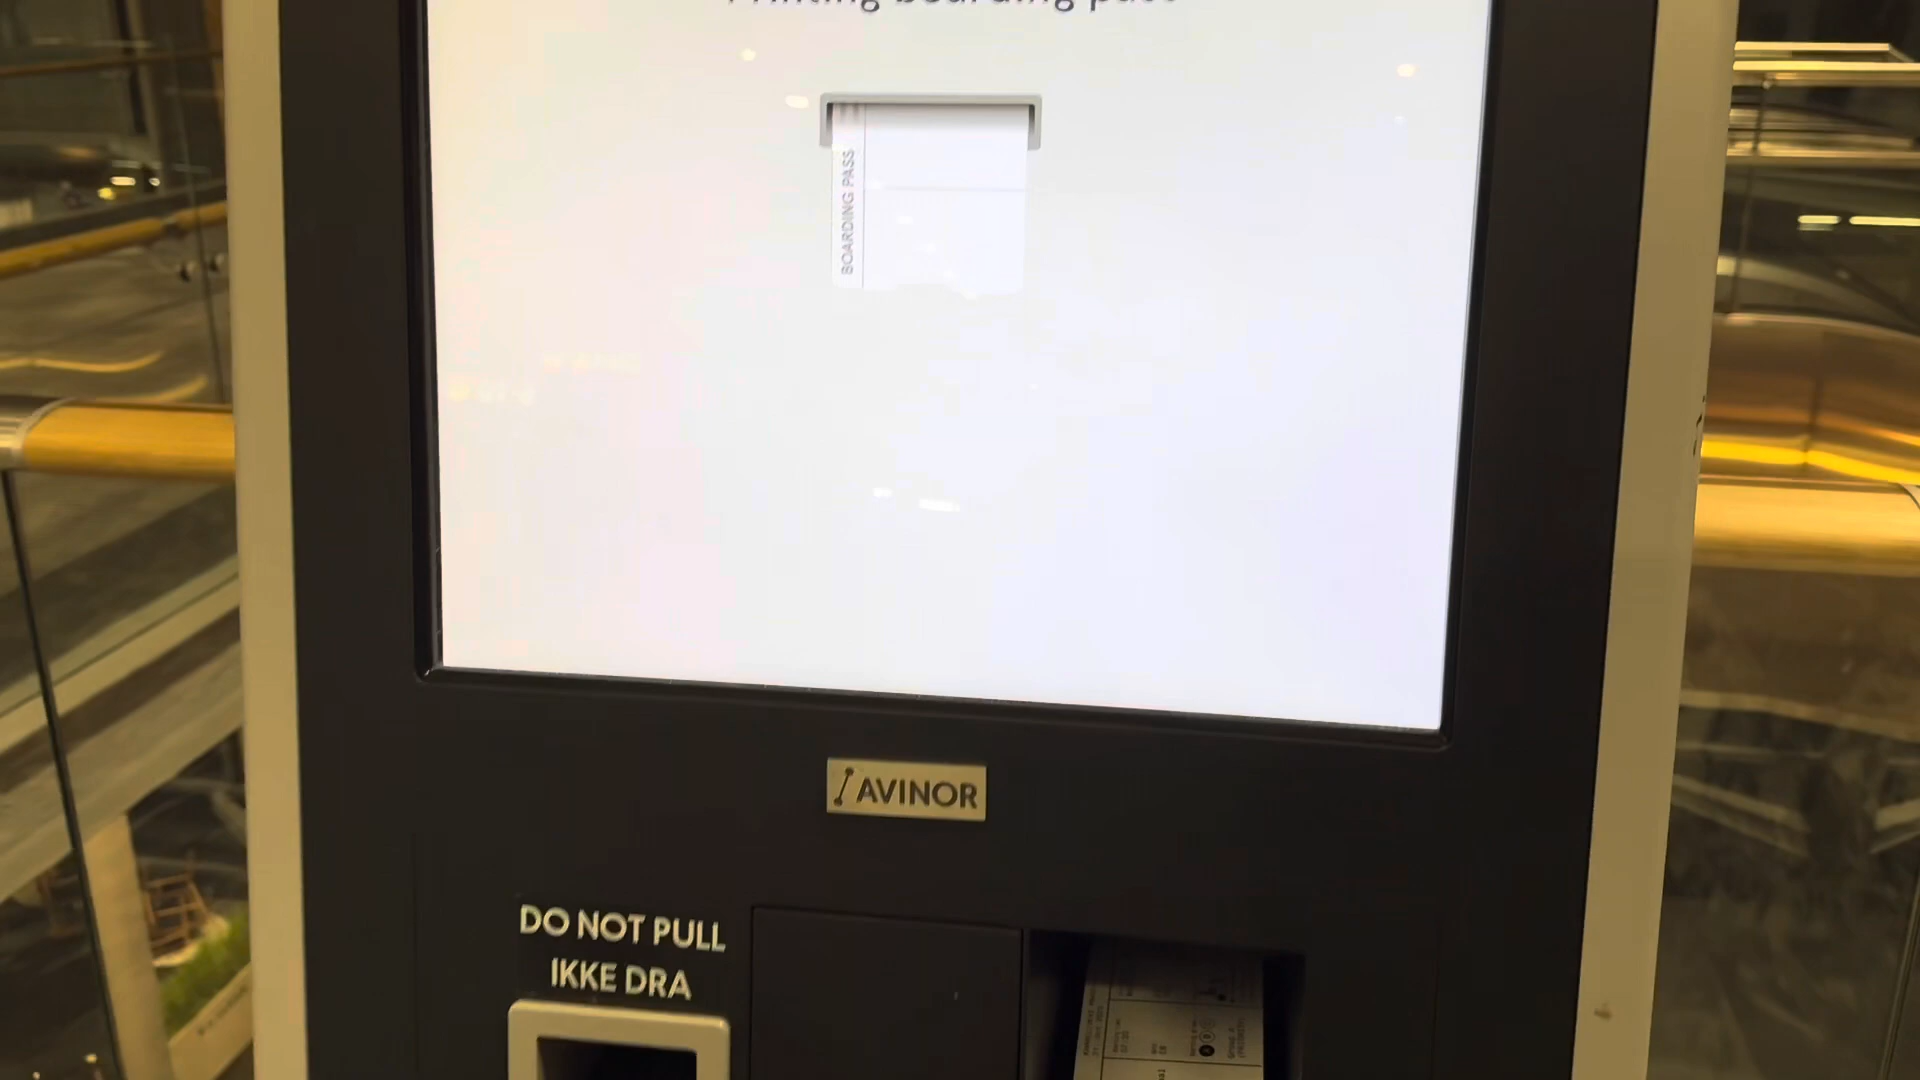 Printing boarding pass
BOARDING PASS
AVINOR
DO NOT PULL
IKKE DRA